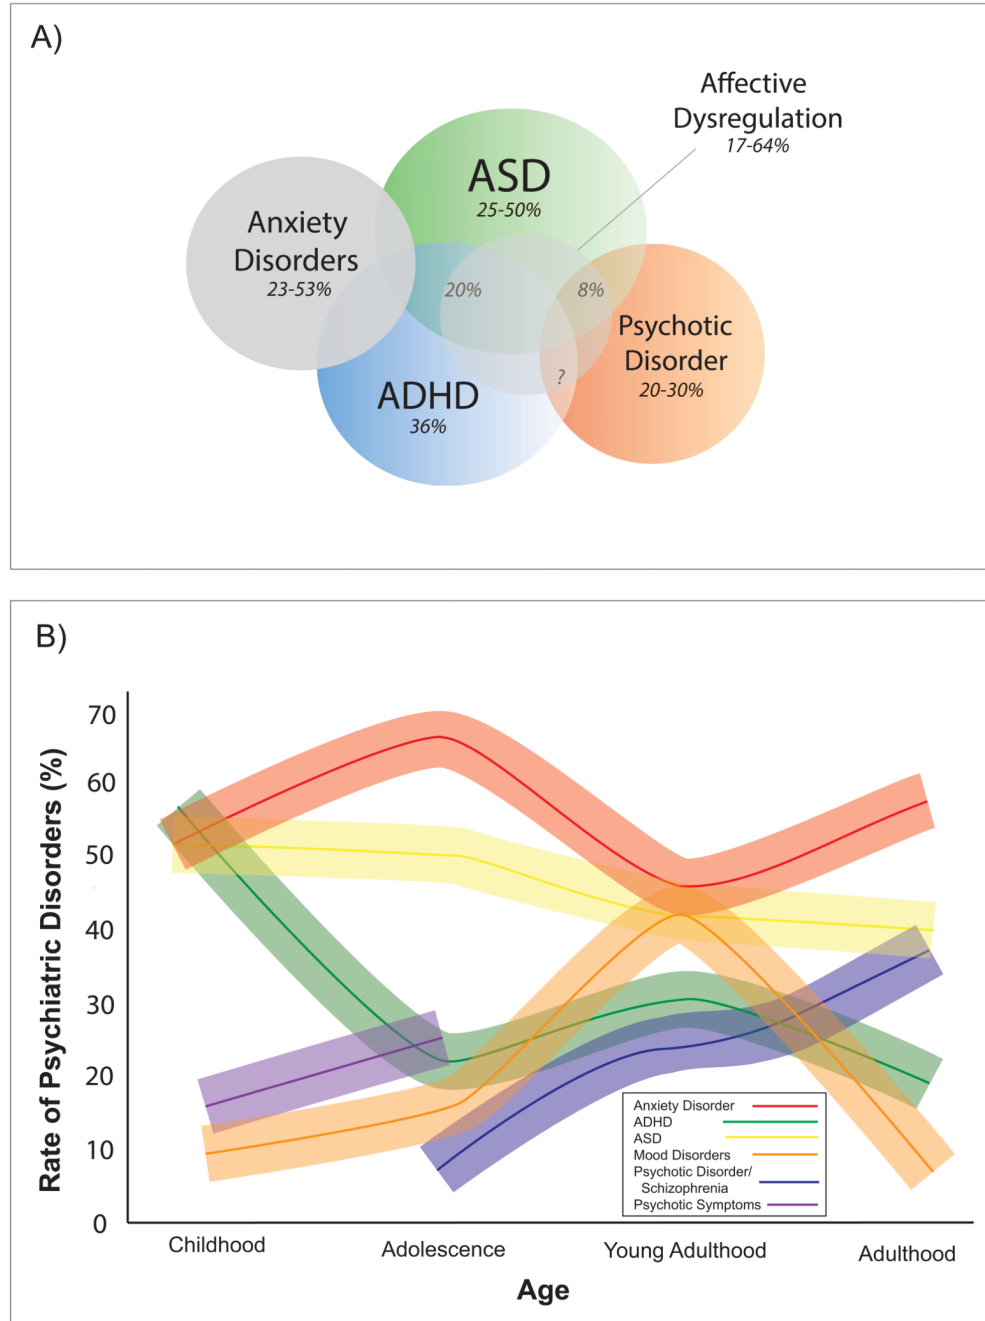 A)
Affective
Dysregulation
17-64%
ASD
25-50%
Anxiety
Disorders
23-53%
20%
8%
Psychotic
Disorder
20-30%
?
ADHD
36%
B)
Rate of Psychiatric Disorders (%)
70
60
50
40
30
20
10
0
Anxiety Disorder
ADHD
ASD
Mood Disorders
Psychotic Disorder/
Schizophrenia
Psychotic Symptoms
Childhood
Adolescence
Young Adulthood
Adulthood
Age